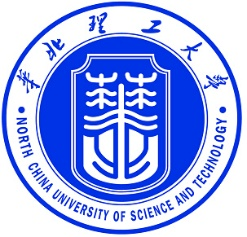 华北理工大学
· NORTH CHINA UNIVERSITY OF SCIENCE AND TECHNOLOGY ·